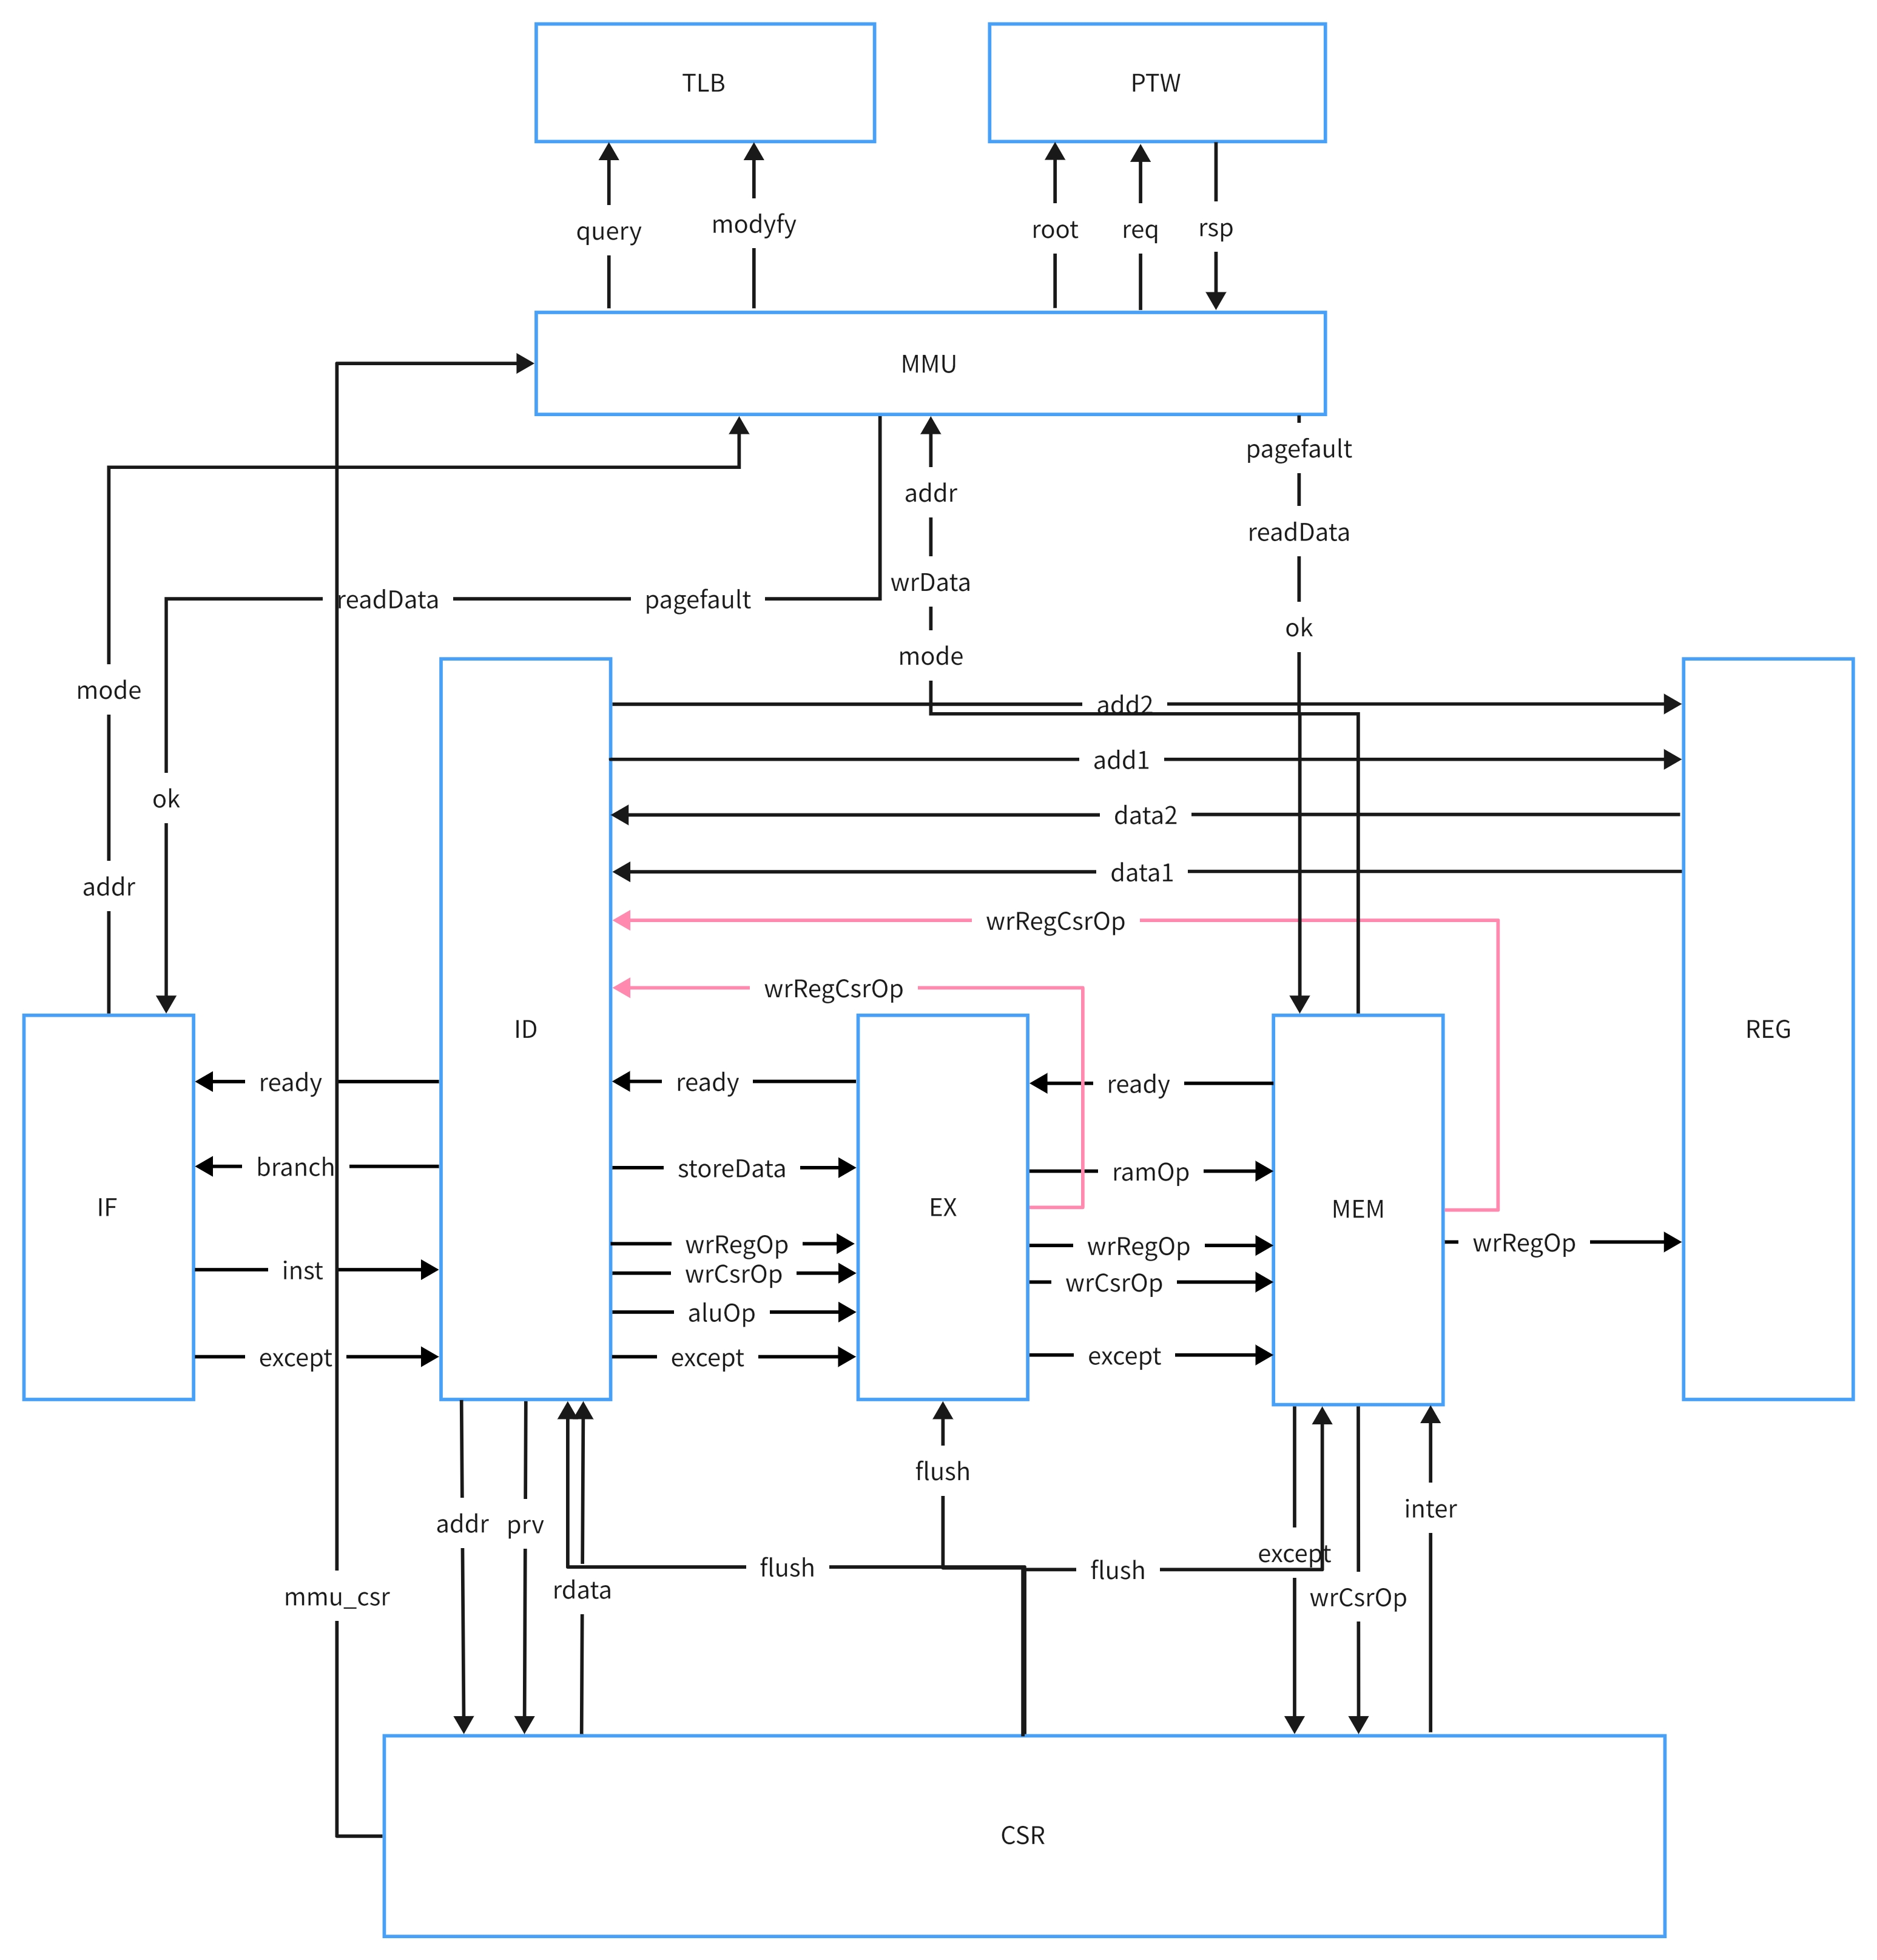 TLB
PTW
query
modyfy
root
req
rsp
MMU
pagefault
addr
readData
wrData
readData
pagefault
ok
mode
mode
add2
add1
ok
data2
data1
addr
wrRegCsrOp
wrRegCsrOp
ID
REG
ready
ready
ready
branch
storeData
ramOp
IF
EX
MEM
wrRegOp
wrRegOp
wrRegOp
inst
wrCsrOp
wrCsrOp
aluOp
except
except
except
flush
inter
addr
prv
except
flush
flush
rdata
mmu_csr
wrCsrOp
CSR